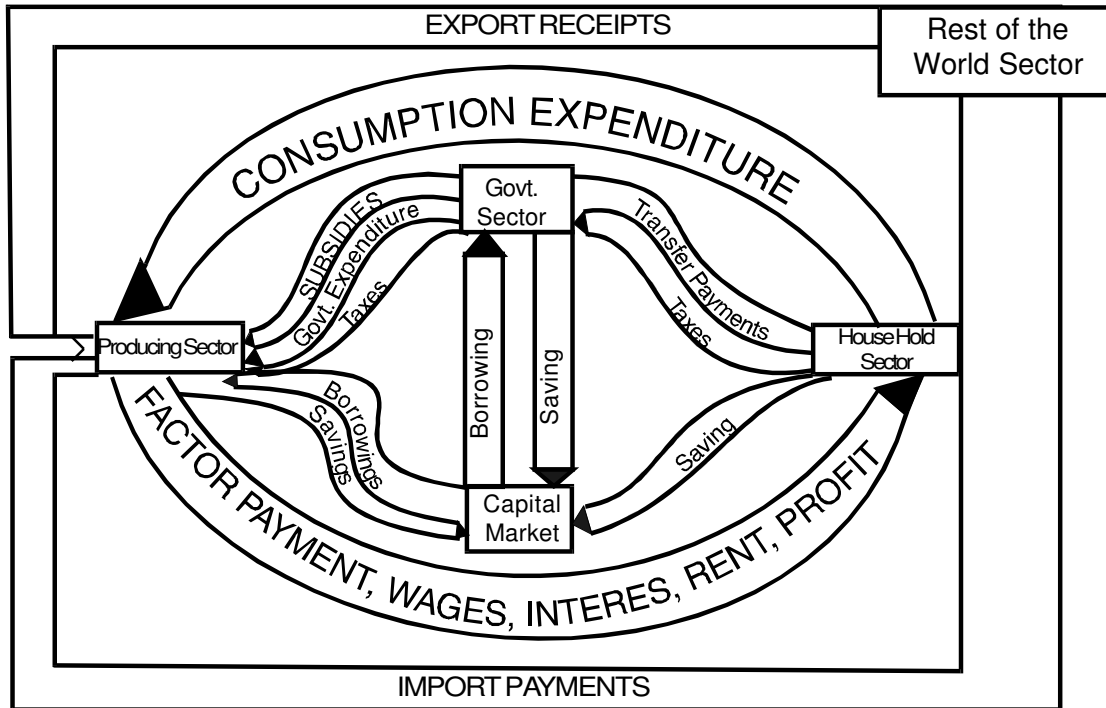 EXPORT RECEIPTS
Rest of the
World Sector
CONSUMPTION EXPENDITURE
Govt.
Sector
SUBSIDIES
Govt. Expenditure
Taxes
Transfer Payments
Taxes
Producing Sector
House Hold
Sector
Borrowing
Saving
Borrowings
Savings
Saving
Capital
Market
FACTOR PAYMENT, WAGES, INTERES, RENT, PROFIT
IMPORT PAYMENTS